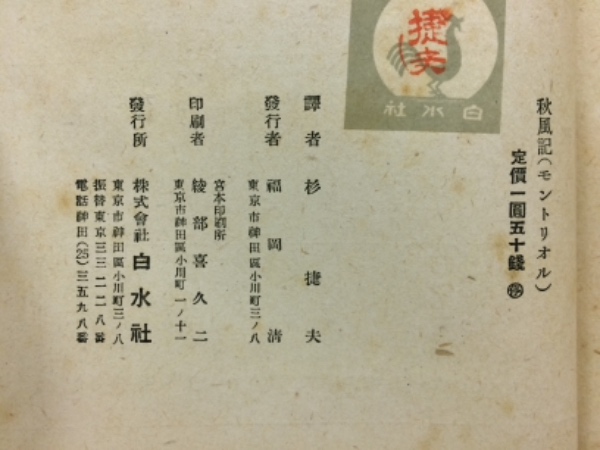 秋風記（モントリオル）
定價一圓五十錢
捷夫
白水社
譯者 杉捷夫
發行者 福岡清
東京市神田區小川町三ノ八
宮本印刷所
印刷者 綾部喜久二
東京市神田區小川町一ノ十一
發行所 株式會社 白水社
東京市神田區小川町三ノ八
振替東京三三二二八番
電話神田（25）三五九八番